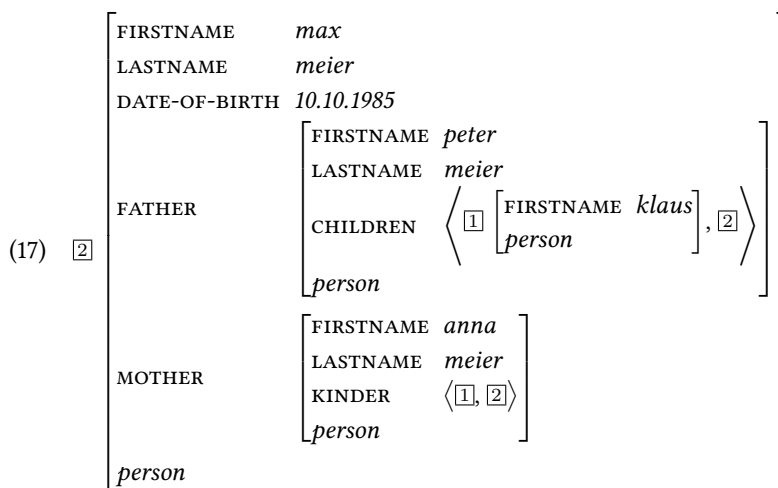 FIRSTNAME max
LASTNAME meier
DATE-OF-BIRTH 10.10.1985
FIRSTNAME peter
LASTNAME meier
FATHER CHILDREN ⟨ 1 [FIRSTNAME klaus
person], 2 ⟩
person
(17) 2
FIRSTNAME anna
LASTNAME meier
MOTHER KINDER ⟨1, 2⟩
person
person